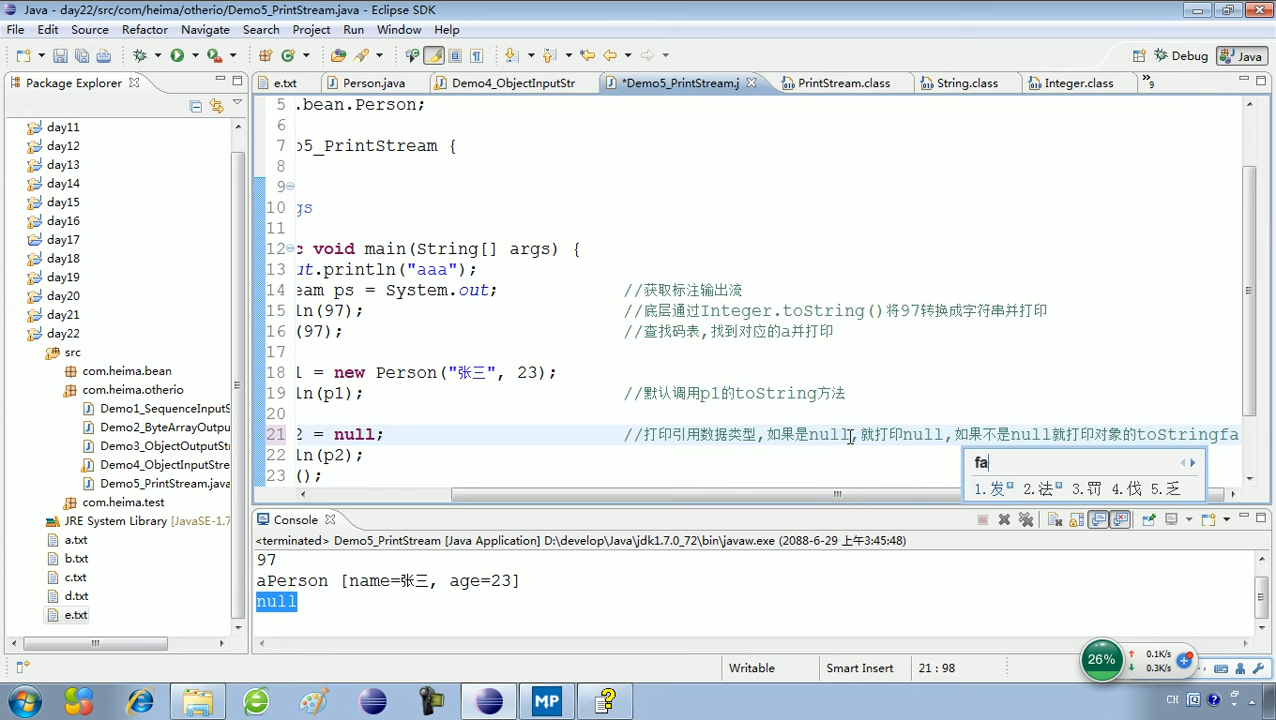 Java - day22/src/com/heima/otherio/Demo5_PrintStream.java - Eclipse SDK
File Edit Source Refactor Navigate Search Project Run Window Help
Debug Java
Package Explorer
e.txt Person.java Demo4_ObjectInputStr *Demo5_PrintStream.j PrintStream.class String.class Integer.class »9
day11
day12
day13
day14
day15
day16
day17
day18
day19
day20
day21
day22
src
com.heima.bean
com.heima.otherio
Demo1_SequenceInputS
Demo2_ByteArrayOutpu
Demo3_ObjectOutputSt
Demo4_ObjectInputStre
Demo5_PrintStream.java
com.heima.test
JRE System Library [JavaSE-1.7
a.txt
b.txt
c.txt
d.txt
e.txt
5 .bean.Person;
6
7 o5_PrintStream {
8
9
10 gs
11
12 c void main(String[] args) {
13 ut.println("aaa");
14 eam ps = System.out; //获取标注输出流
15 ln(97); //底层通过Integer.toString()将97转换成字符串并打印
16 (97); //查找码表,找到对应的a并打印
17
18 1 = new Person("张三", 23);
19 ln(p1); //默认调用p1的toString方法
20
21 2 = null; //打印引用数据类型,如果是null,就打印null,如果不是null就打印对象的toStringfa
22 ln(p2);
23 ();
fa
1.发 2.法 3.罚 4.伐 5.乏
Console
<terminated> Demo5_PrintStream [Java Application] D:\develop\Java\jdk1.7.0_72\bin\javaw.exe (2088-6-29 上午3:45:48)
97
aPerson [name=张三, age=23]
null
Writable Smart Insert 21 : 98
26% 0.1K/s
0.3K/s
MP CH